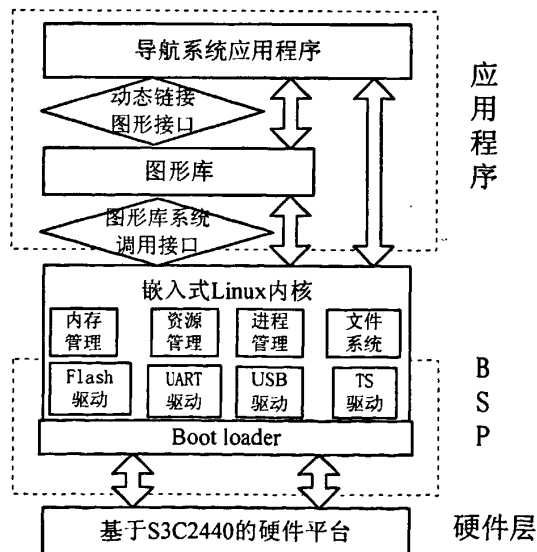 导航系统应用程序
动态链接
图形接口
图形库
图形库系统
调用接口
应
用
程
序
嵌入式Linux内核
内存
管理
资源
管理
进程
管理
文件
系统
Flash
驱动
UART
驱动
USB
驱动
TS
驱动
Boot loader
B
S
P
基于S3C2440的硬件平台
硬件层